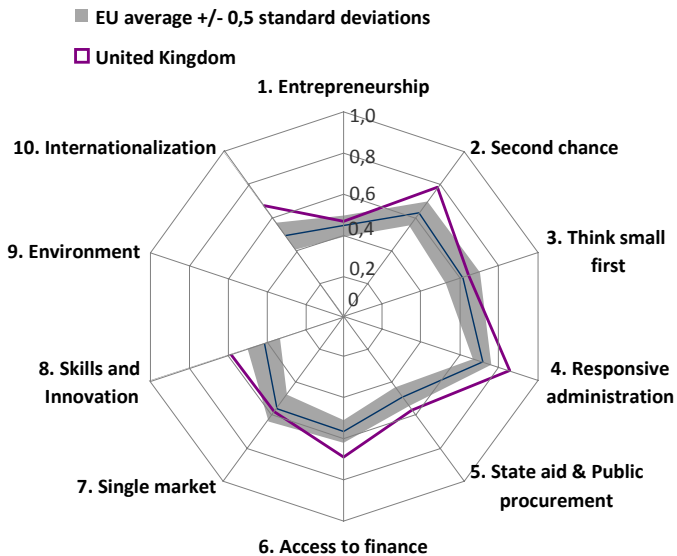 EU average +/- 0,5 standard deviations
United Kingdom
1. Entrepreneurship
1,0
10. Internationalization
2. Second chance
0,8
0,6
9. Environment
3. Think small
first
0,4
0,2
0
8. Skills and
Innovation
4. Responsive
administration
7. Single market
5. State aid & Public
procurement
6. Access to finance